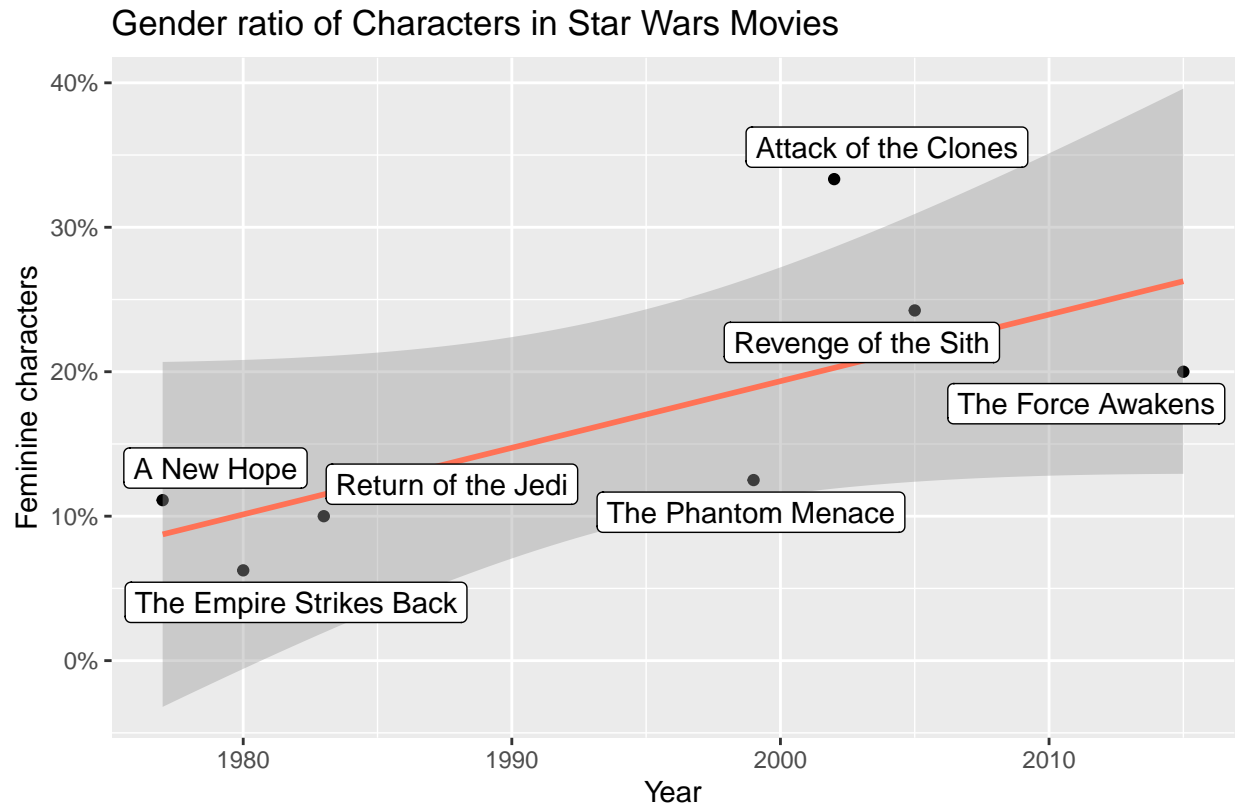 Gender ratio of Characters in Star Wars Movies
40%
30%
20%
10%
0%
Feminine characters
Attack of the Clones
Revenge of the Sith
The Force Awakens
A New Hope
Return of the Jedi
The Phantom Menace
The Empire Strikes Back
1980
1990
2000
2010
Year